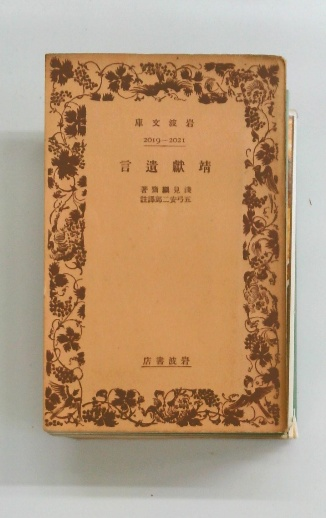 岩波文庫
2019—2021
靖獻遺言
淺見絅齋著
五弓安二郎譯註
岩波書店